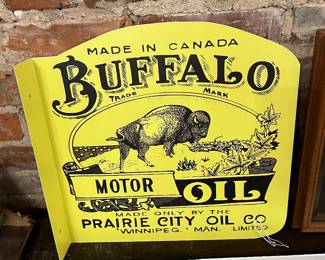 MADE IN CANADA
BUFFALO
TRADE MARK
MOTOR OIL
MADE ONLY BY THE
PRAIRIE CITY OIL CO
WINNIPEG. MAN. LIMITED